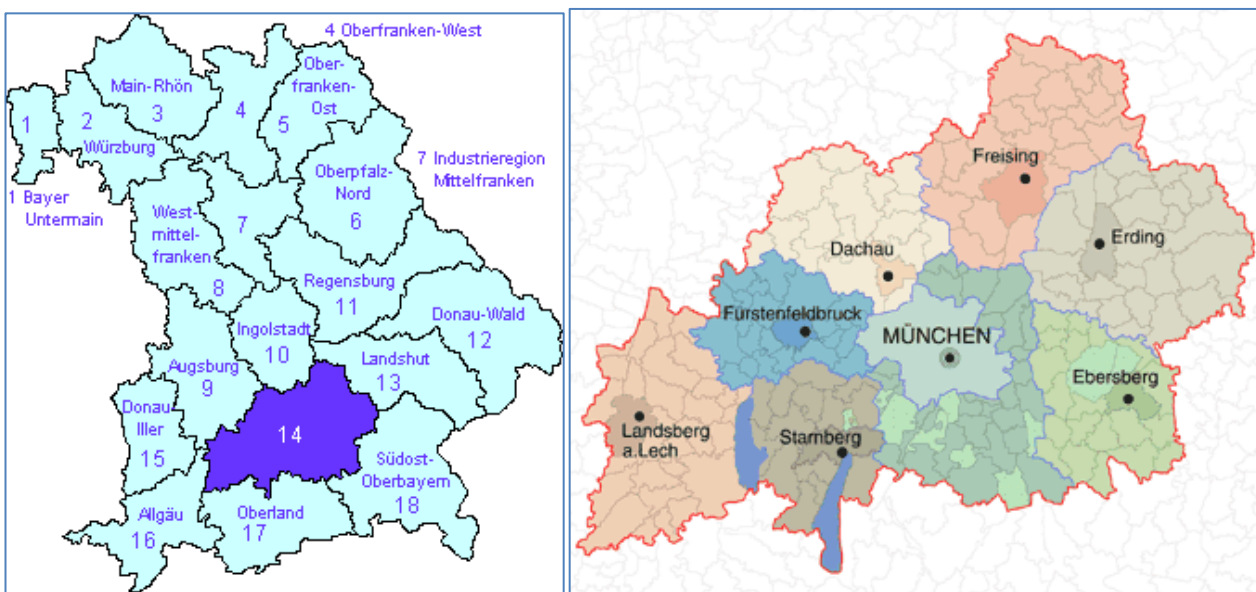 4 Oberfranken-West
Main-Rhön
3
4
Ober-
franken-
Ost
5
1
2
Würzburg
7 Industrieregion
Mittelfranken
1 Bayer
Untermain
Oberpfalz-
Nord
6
West-
mittel-
franken
8
7
Regensburg
11
Donau-Wald
12
Ingolstadt
10
Augsburg
9
Landshut
13
Donau-
Iller
15
14
Südost-
Oberbayern
18
Allgäu
16
Oberland
17
Freising
Erding
Dachau
Fürstenfeldbruck
MÜNCHEN
Ebersberg
Landsberg
a.Lech
Starnberg